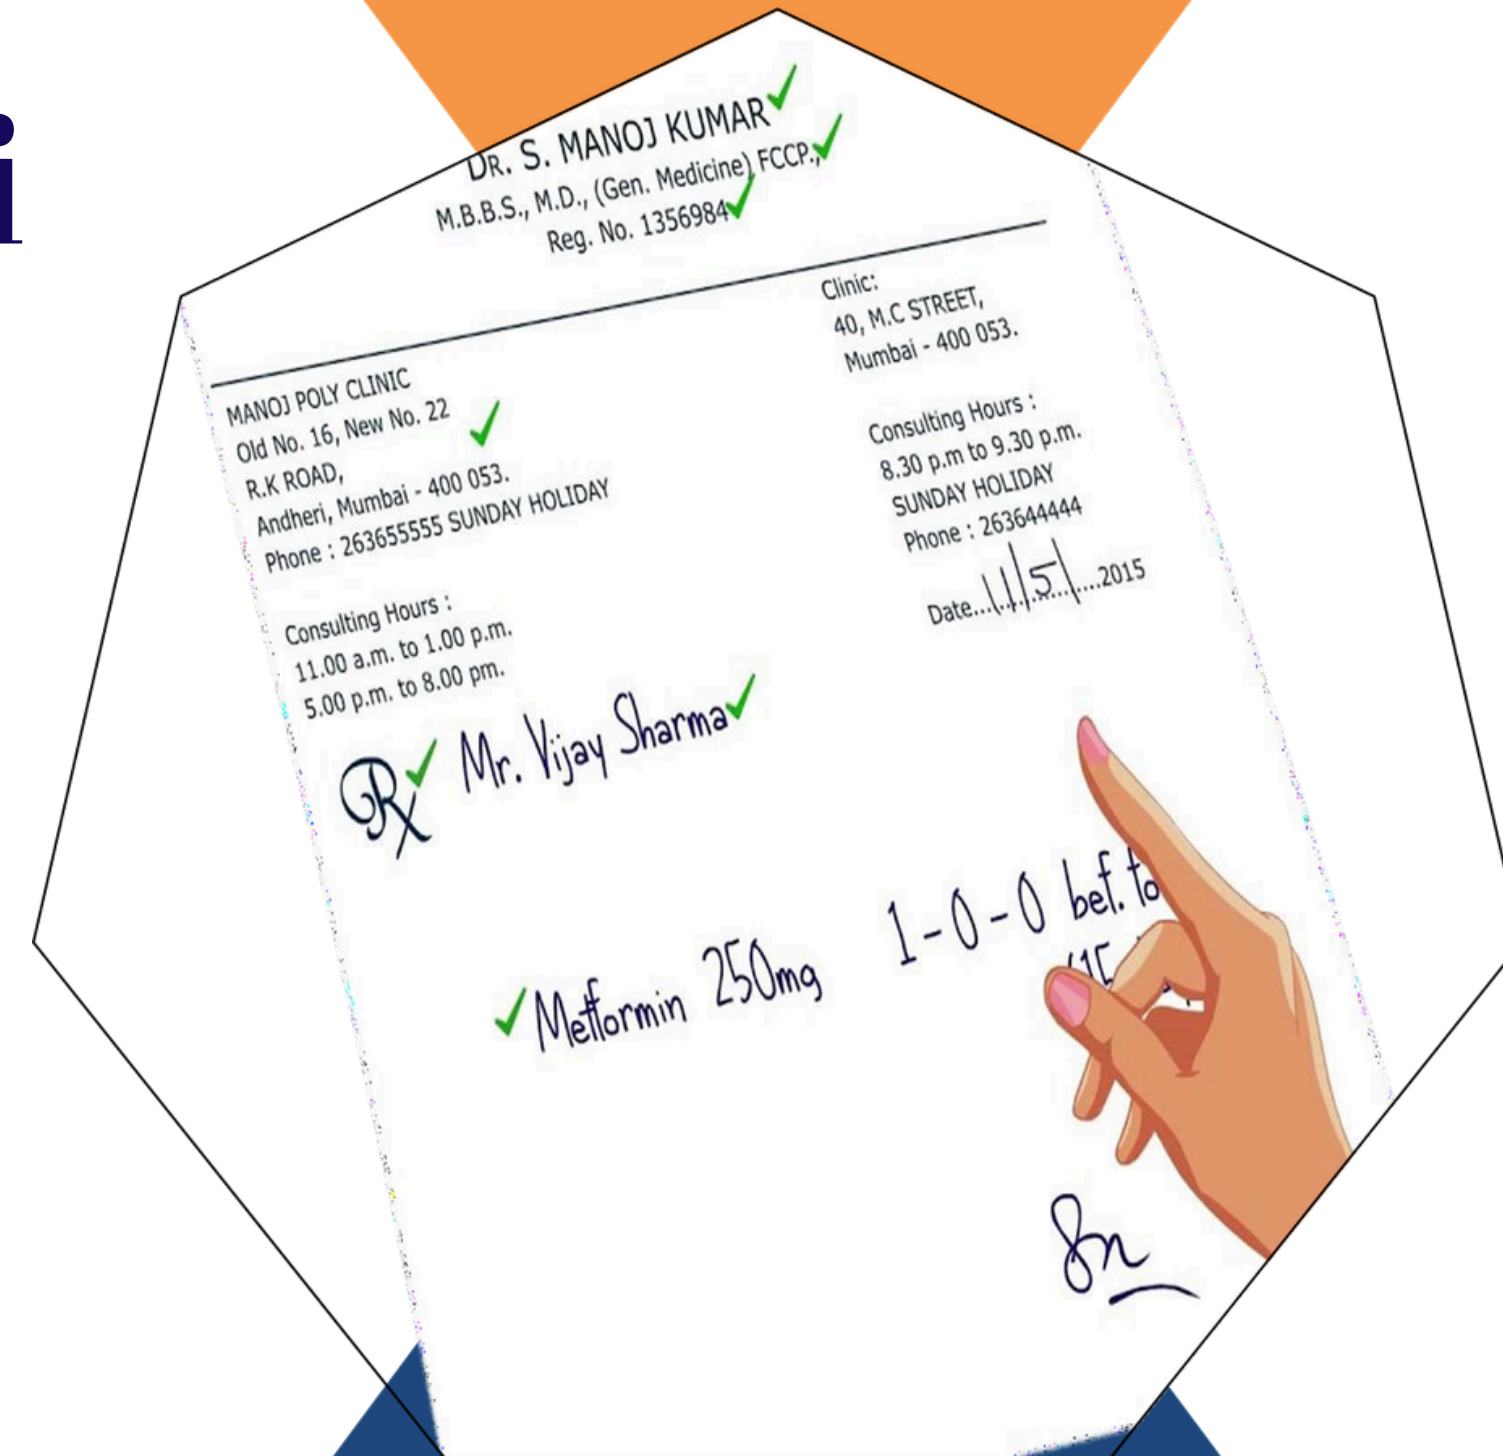 i
DR. S. MANOJ KUMAR
M.B.B.S., M.D., (Gen. Medicine) FCCP.,
Reg. No. 1356984
MANOJ POLY CLINIC
Old No. 16, New No. 22
R.K ROAD,
Andheri, Mumbai - 400 053.
Phone : 263655555 SUNDAY HOLIDAY
Consulting Hours :
11.00 a.m. to 1.00 p.m.
5.00 p.m. to 8.00 pm.
Clinic:
40, M.C STREET,
Mumbai - 400 053.
Consulting Hours :
8.30 p.m to 9.30 p.m.
SUNDAY HOLIDAY
Phone : 263644444
Date...11/5/...2015
Rx Mr. Vijay Sharma
Metformin 250mg 1-0-0 bef.